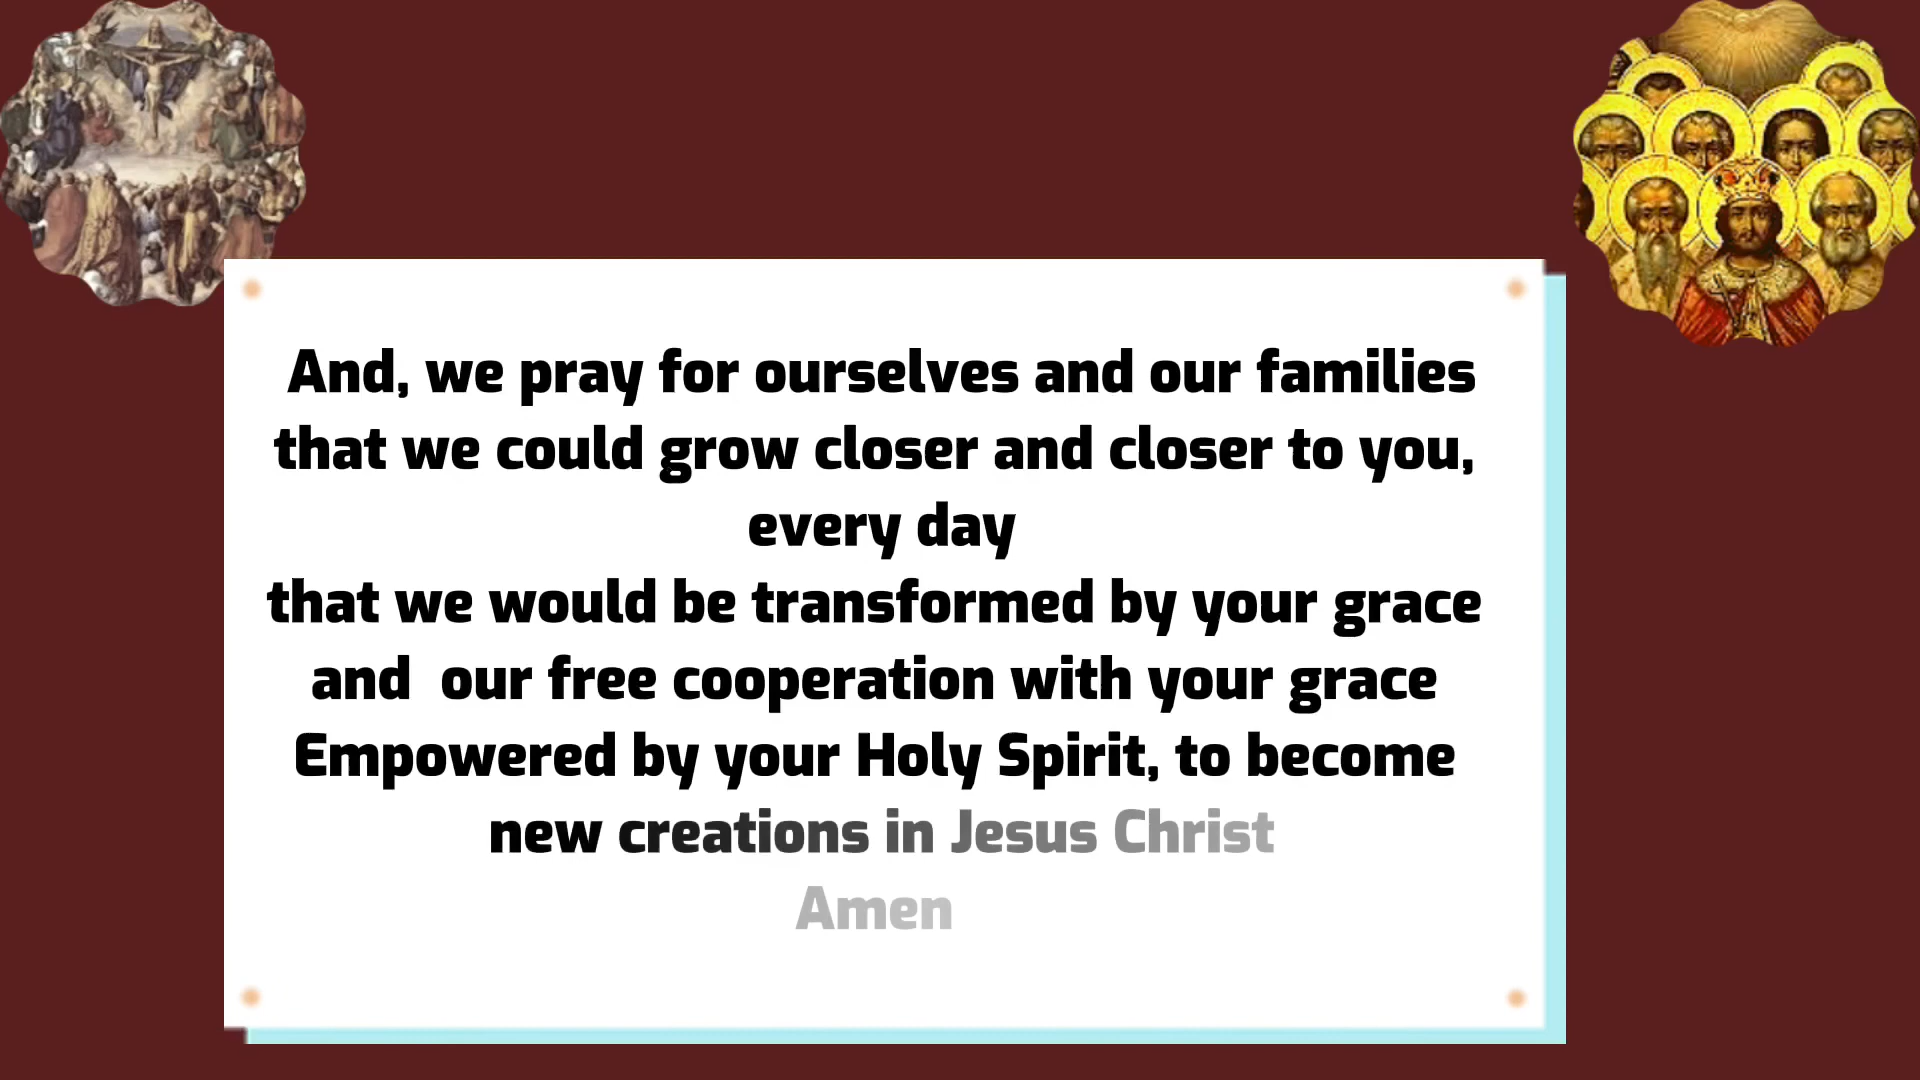 And, we pray for ourselves and our families
that we could grow closer and closer to you,
every day
that we would be transformed by your grace
and  our free cooperation with your grace
Empowered by your Holy Spirit, to become
new creations in Jesus Christ
Amen